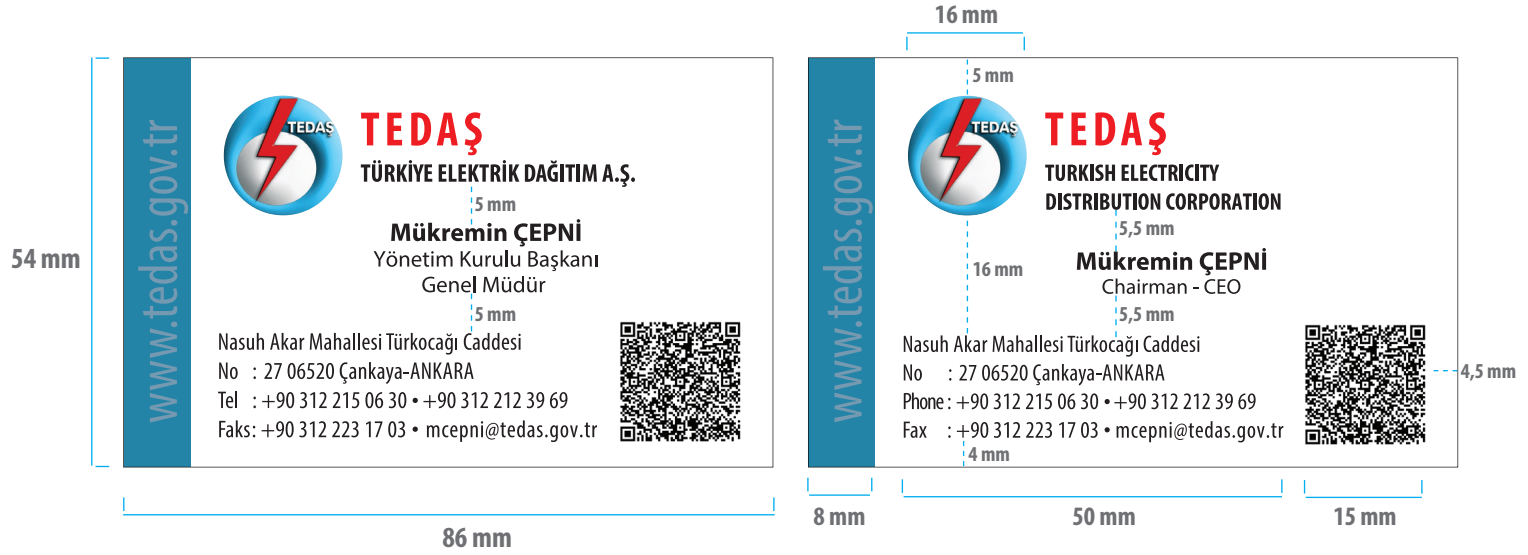 16 mm
5 mm
54 mm
www.tedas.gov.tr
TEDAŞ
TEDAŞ
TÜRKİYE ELEKTRİK DAĞITIM A.Ş.
5 mm
Mükremin ÇEPNİ
Yönetim Kurulu Başkanı
Genel Müdür
5 mm
Nasuh Akar Mahallesi Türkocağı Caddesi
No : 27 06520 Çankaya-ANKARA
Tel : +90 312 215 06 30 • +90 312 212 39 69
Faks: +90 312 223 17 03 • mcepni@tedas.gov.tr
86 mm
www.tedas.gov.tr
TEDAŞ
TEDAŞ
TURKISH ELECTRICITY
DISTRIBUTION CORPORATION
5,5 mm
16 mm
Mükremin ÇEPNİ
Chairman - CEO
5,5 mm
Nasuh Akar Mahallesi Türkocağı Caddesi
No : 27 06520 Çankaya-ANKARA
Phone : +90 312 215 06 30 • +90 312 212 39 69
Fax : +90 312 223 17 03 • mcepni@tedas.gov.tr
4,5 mm
4 mm
8 mm
50 mm
15 mm